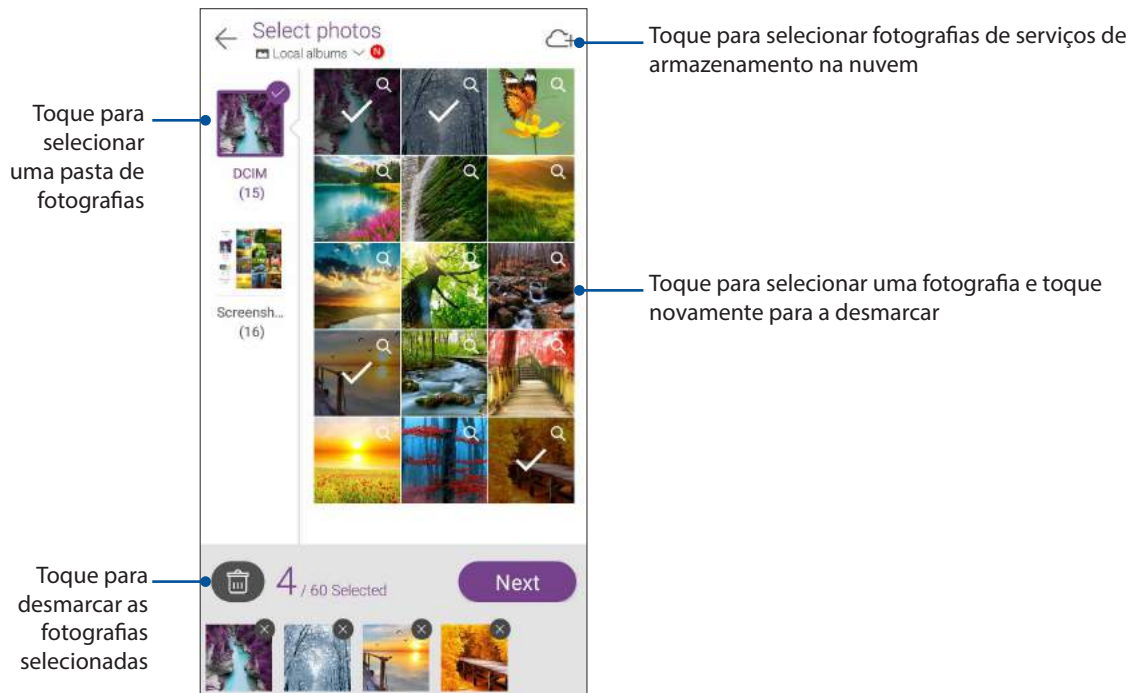 Select photos
Local albums
N
Toque para selecionar fotografias de serviços de
armazenamento na nuvem
Toque para
selecionar
uma pasta de
fotografias
DCIM
(15)
Screensh...
(16)
Toque para selecionar uma fotografia e toque
novamente para a desmarcar
Toque para
desmarcar as
fotografias
selecionadas
4 / 60 Selected
Next